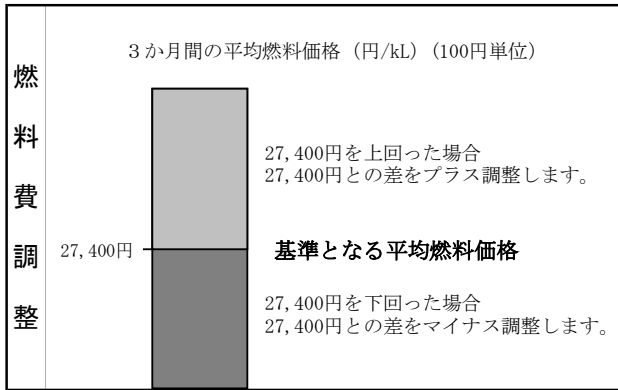 燃料費調整
３か月間の平均燃料価格（円/kL）(100円単位）
27,400円を上回った場合
27,400円との差をプラス調整します。
27,400円
基準となる平均燃料価格
27,400円を下回った場合
27,400円との差をマイナス調整します。